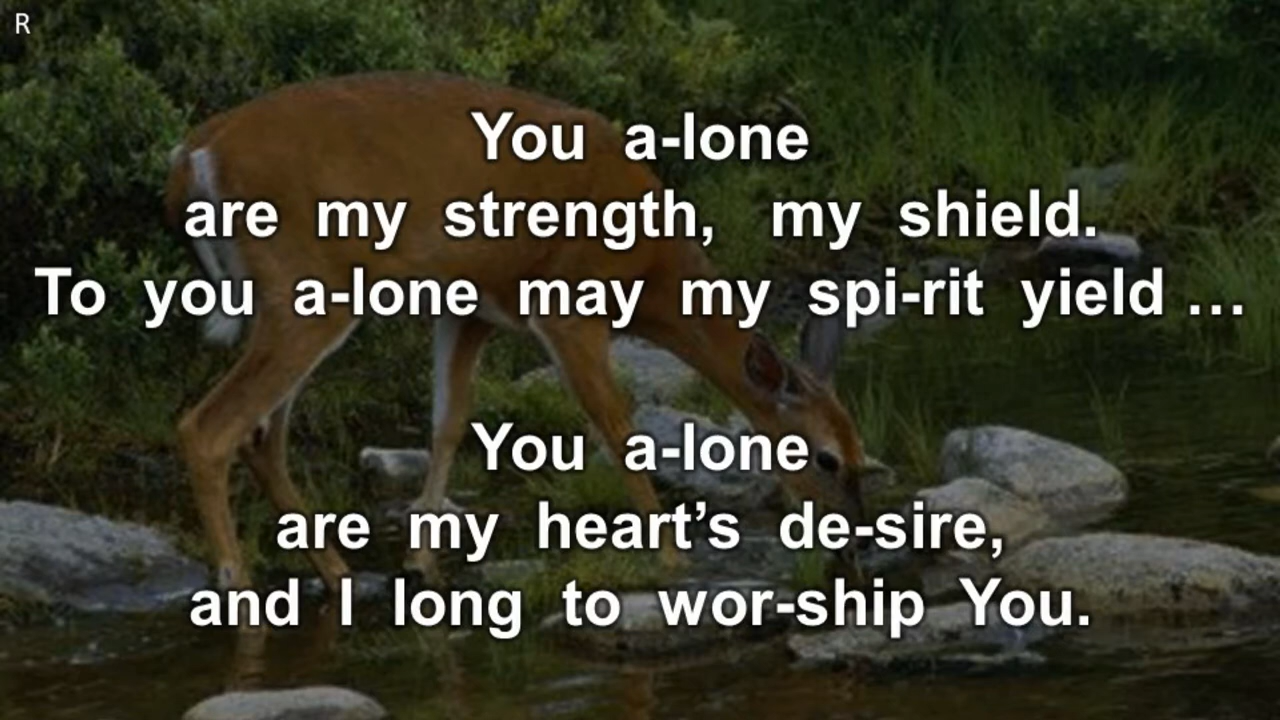 R
You a-lone
are my strength, my shield.
To you a-lone may my spi-rit yield ...
You a-lone
are my heart’s de-sire,
and I long to wor-ship You.